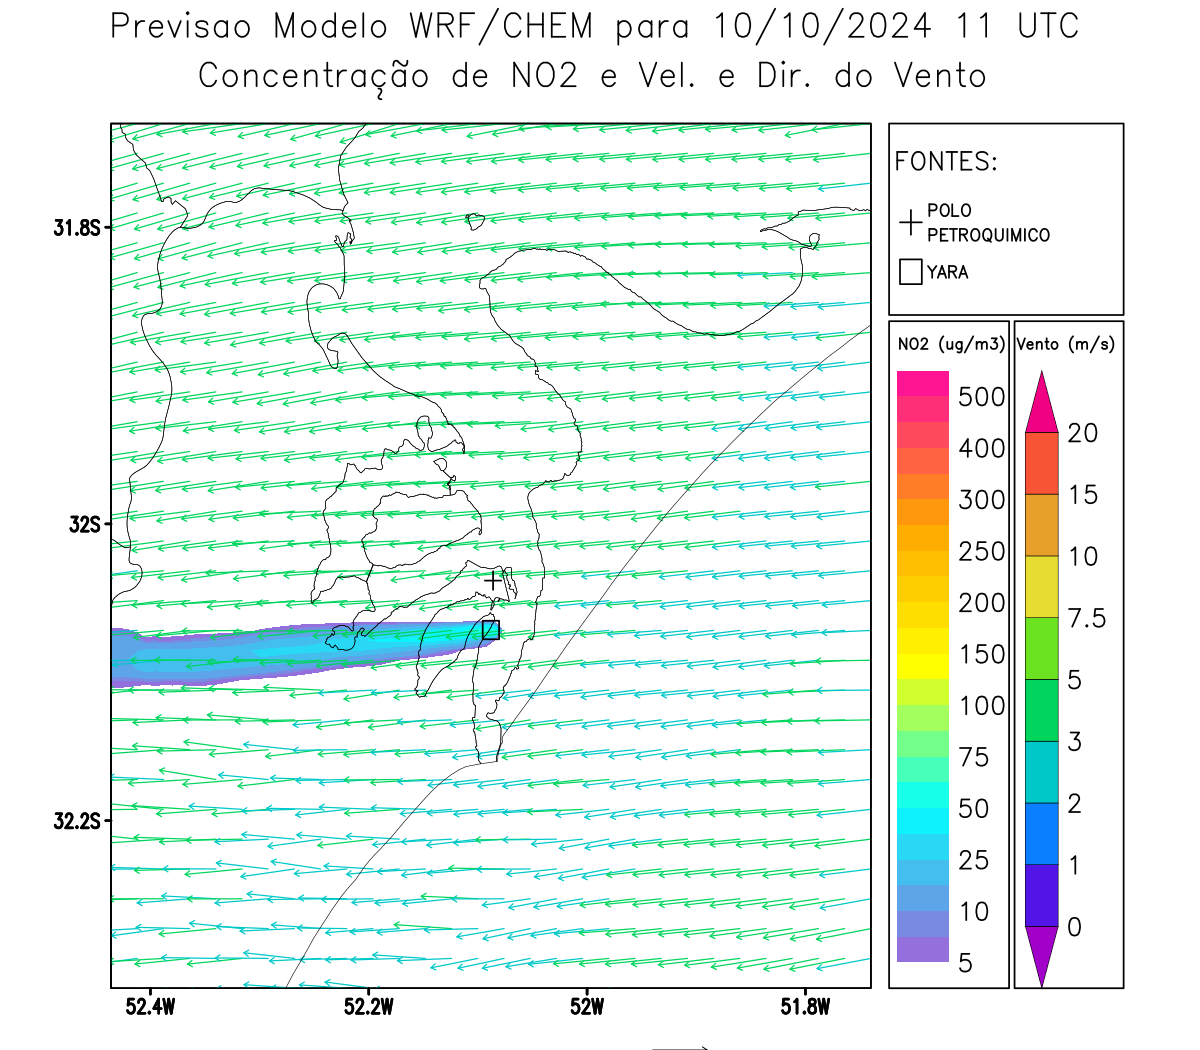 Previsao Modelo WRF/CHEM para 10/10/2024 11 UTC
Concentração de NO2 e Vel. e Dir. do Vento
FONTES:
POLO
PETROQUIMICO
YARA
NO2 (ug/m3)
500
400
300
250
200
150
100
75
50
25
10
5
Vento (m/s)
20
15
10
7.5
5
3
2
1
0
31.8S
32S
32.2S
52.4W 52.2W 52W 51.8W